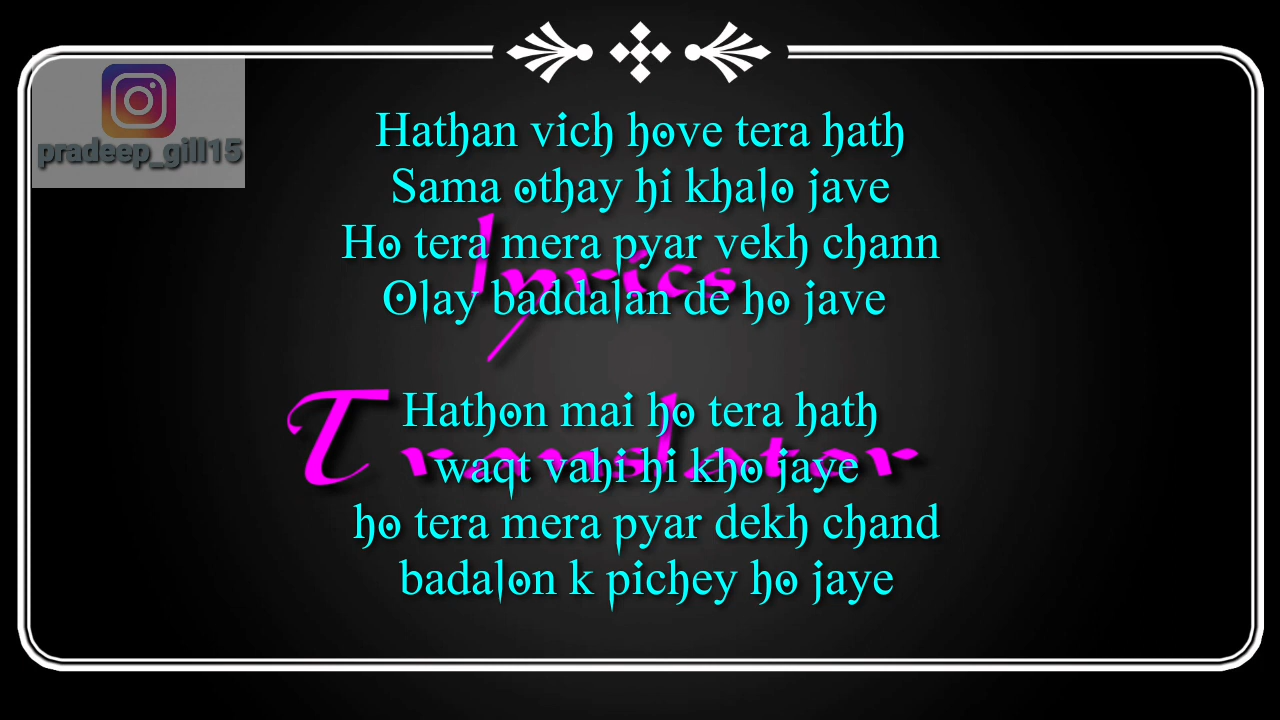 pradeep_gill15
Hathan vich hove tera hath
Sama othay hi khalo jave
Ho tera mera pyar vekh chann
Olay baddalan de ho jave
lyrics
Hathon mai ho tera hath
Translator
waqt vahi hi kho jaye
ho tera mera pyar dekh chand
badalon k pichey ho jaye